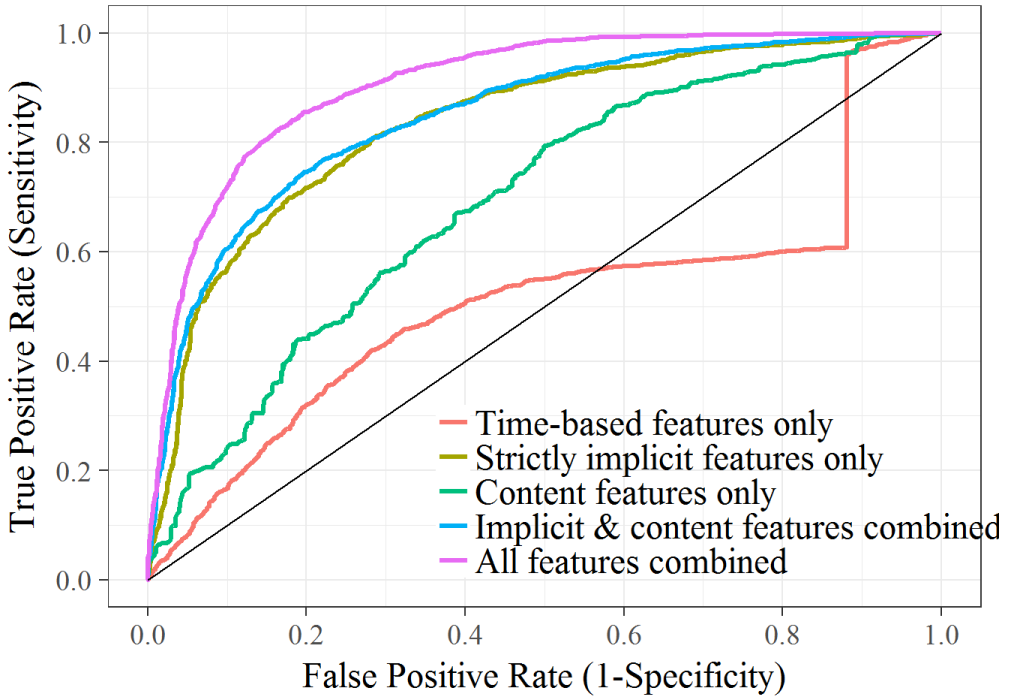 True Positive Rate (Sensitivity)
1.0
0.8
0.6
0.4
0.2
0.0
Time-based features only
Strictly implicit features only
Content features only
Implicit & content features combined
All features combined
0.0 0.2 0.4 0.6 0.8 1.0
False Positive Rate (1-Specificity)